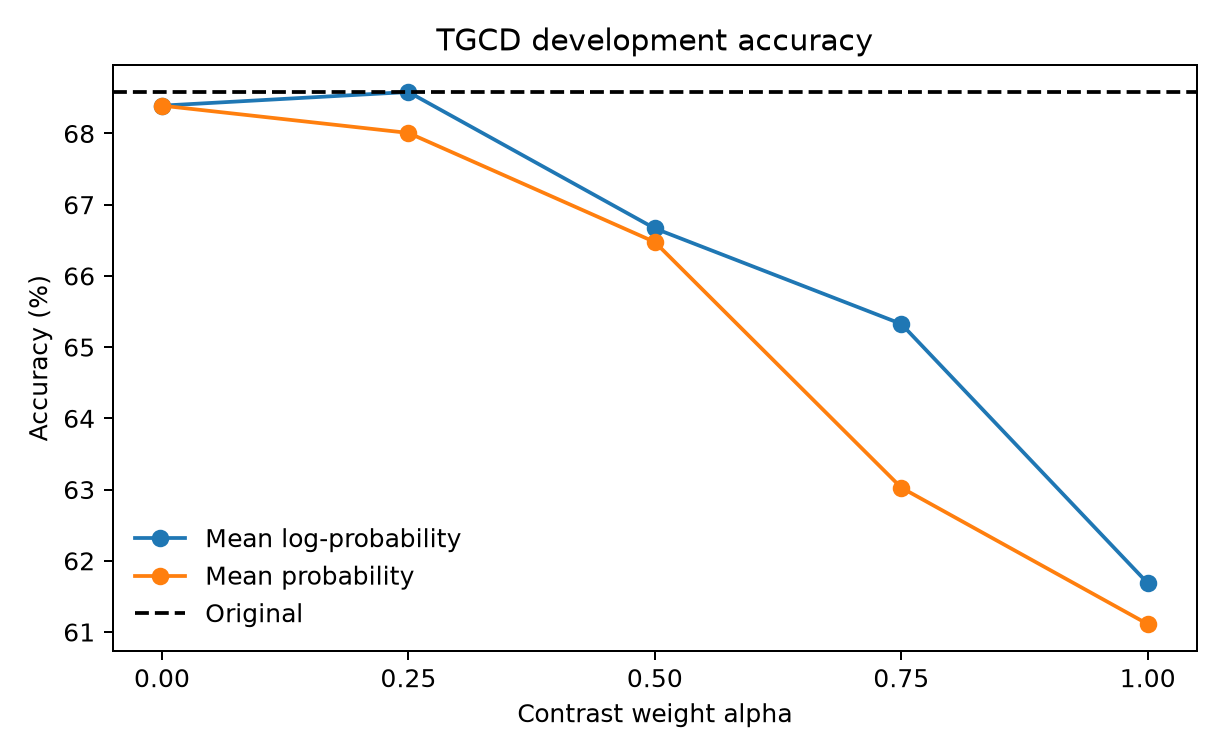 TGCD development accuracy
Accuracy (%)
68
67
66
65
64
63
62
61
Mean log-probability
Mean probability
Original
0.00 0.25 0.50 0.75 1.00
Contrast weight alpha